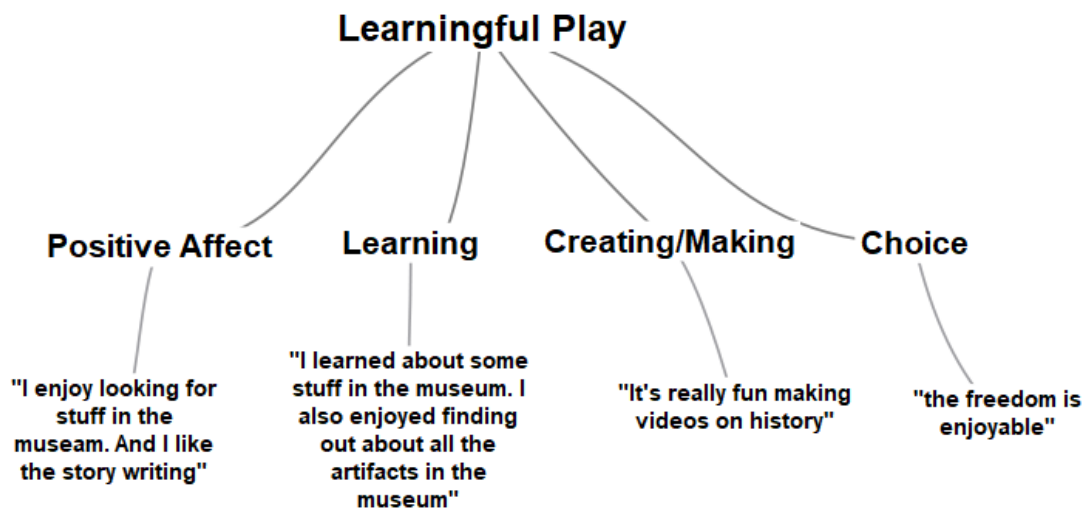 Learningful Play
Positive Affect
Learning
Creating/Making
Choice
"I enjoy looking for
stuff in the
museam. And I like
the story writing"
"I learned about some
stuff in the museum. I
also enjoyed finding
out about all the
artifacts in the
museum"
"It's really fun making
videos on history"
"the freedom is
enjoyable"